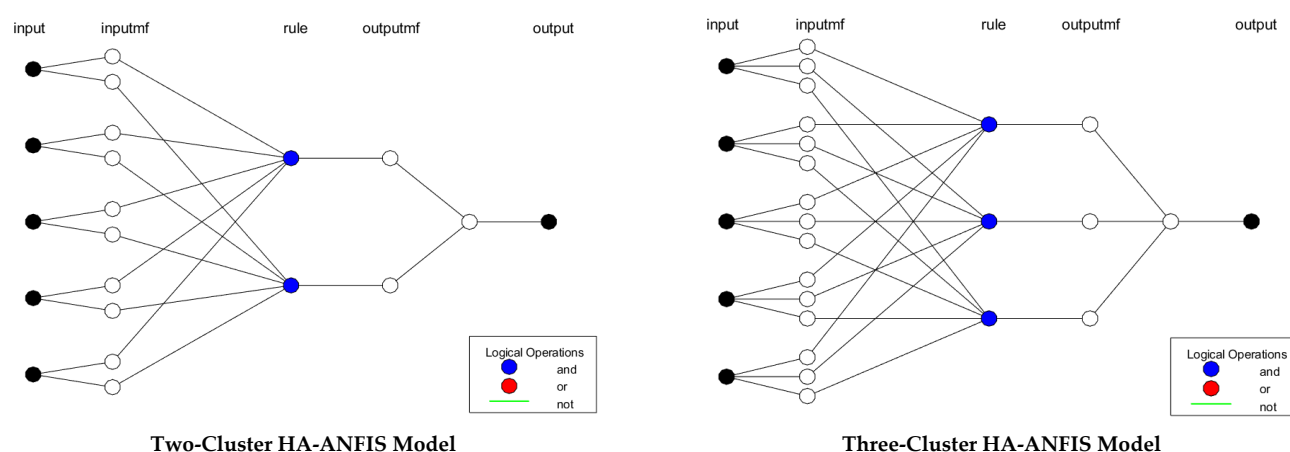 input inputmf rule outputmf output
Logical Operations
and
or
not
Two-Cluster HA-ANFIS Model
input inputmf rule outputmf output
Logical Operations
and
or
not
Three-Cluster HA-ANFIS Model